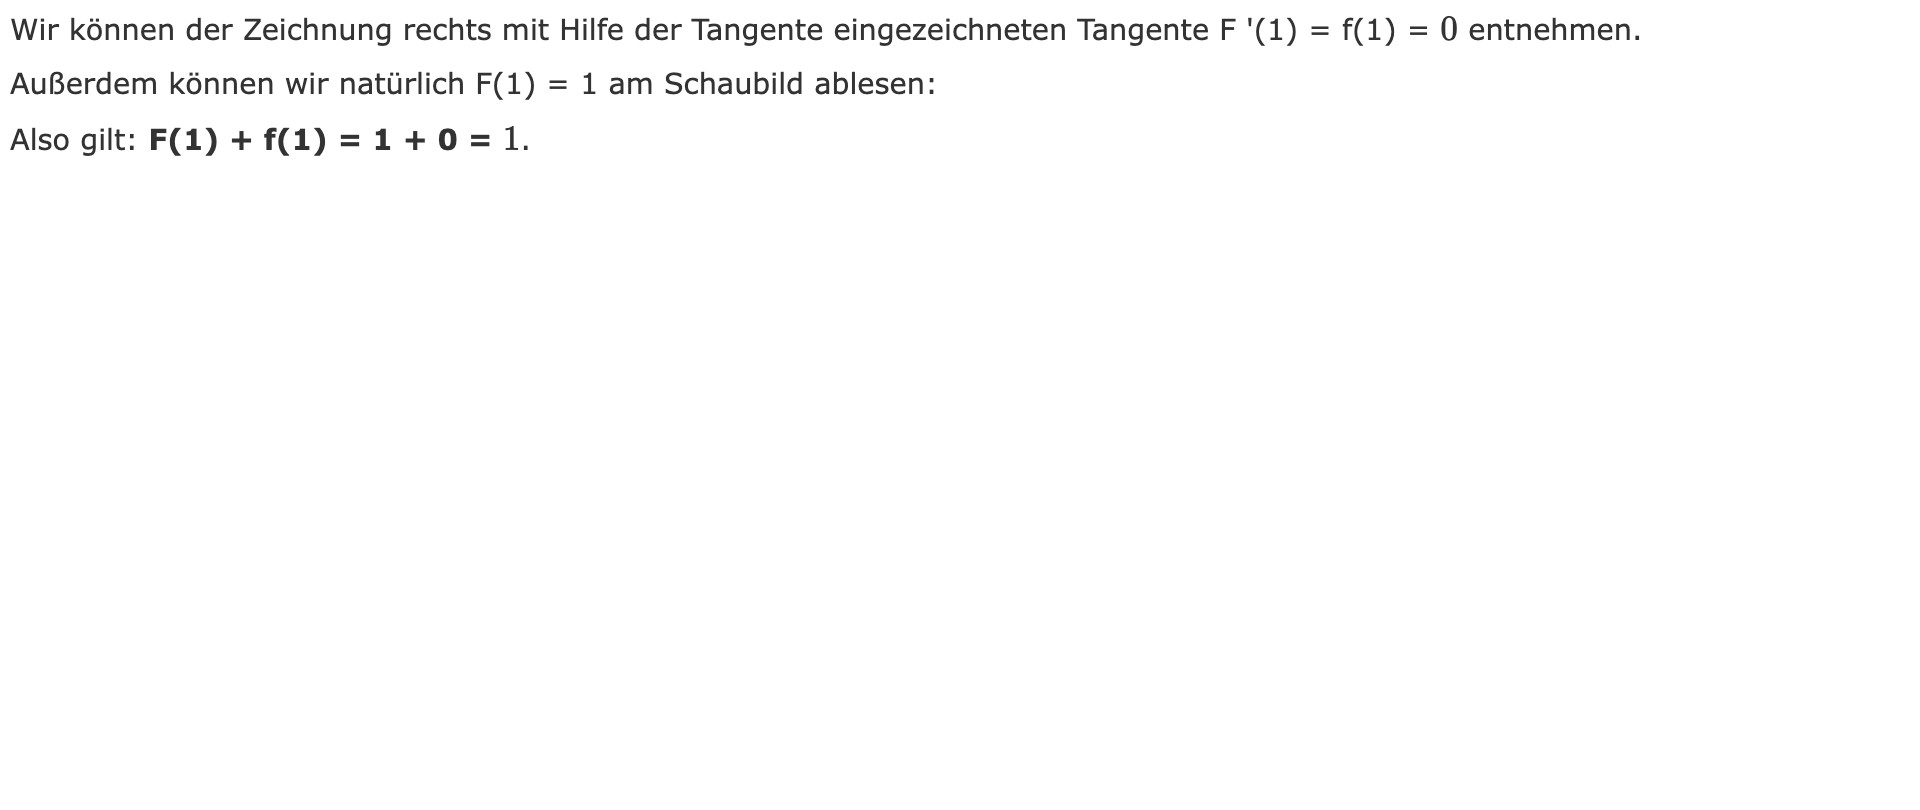 Wir können der Zeichnung rechts mit Hilfe der Tangente eingezeichneten Tangente F '(1) = f(1) = 0 entnehmen.
Außerdem können wir natürlich F(1) = 1 am Schaubild ablesen:
Also gilt: F(1) + f(1) = 1 + 0 = 1.